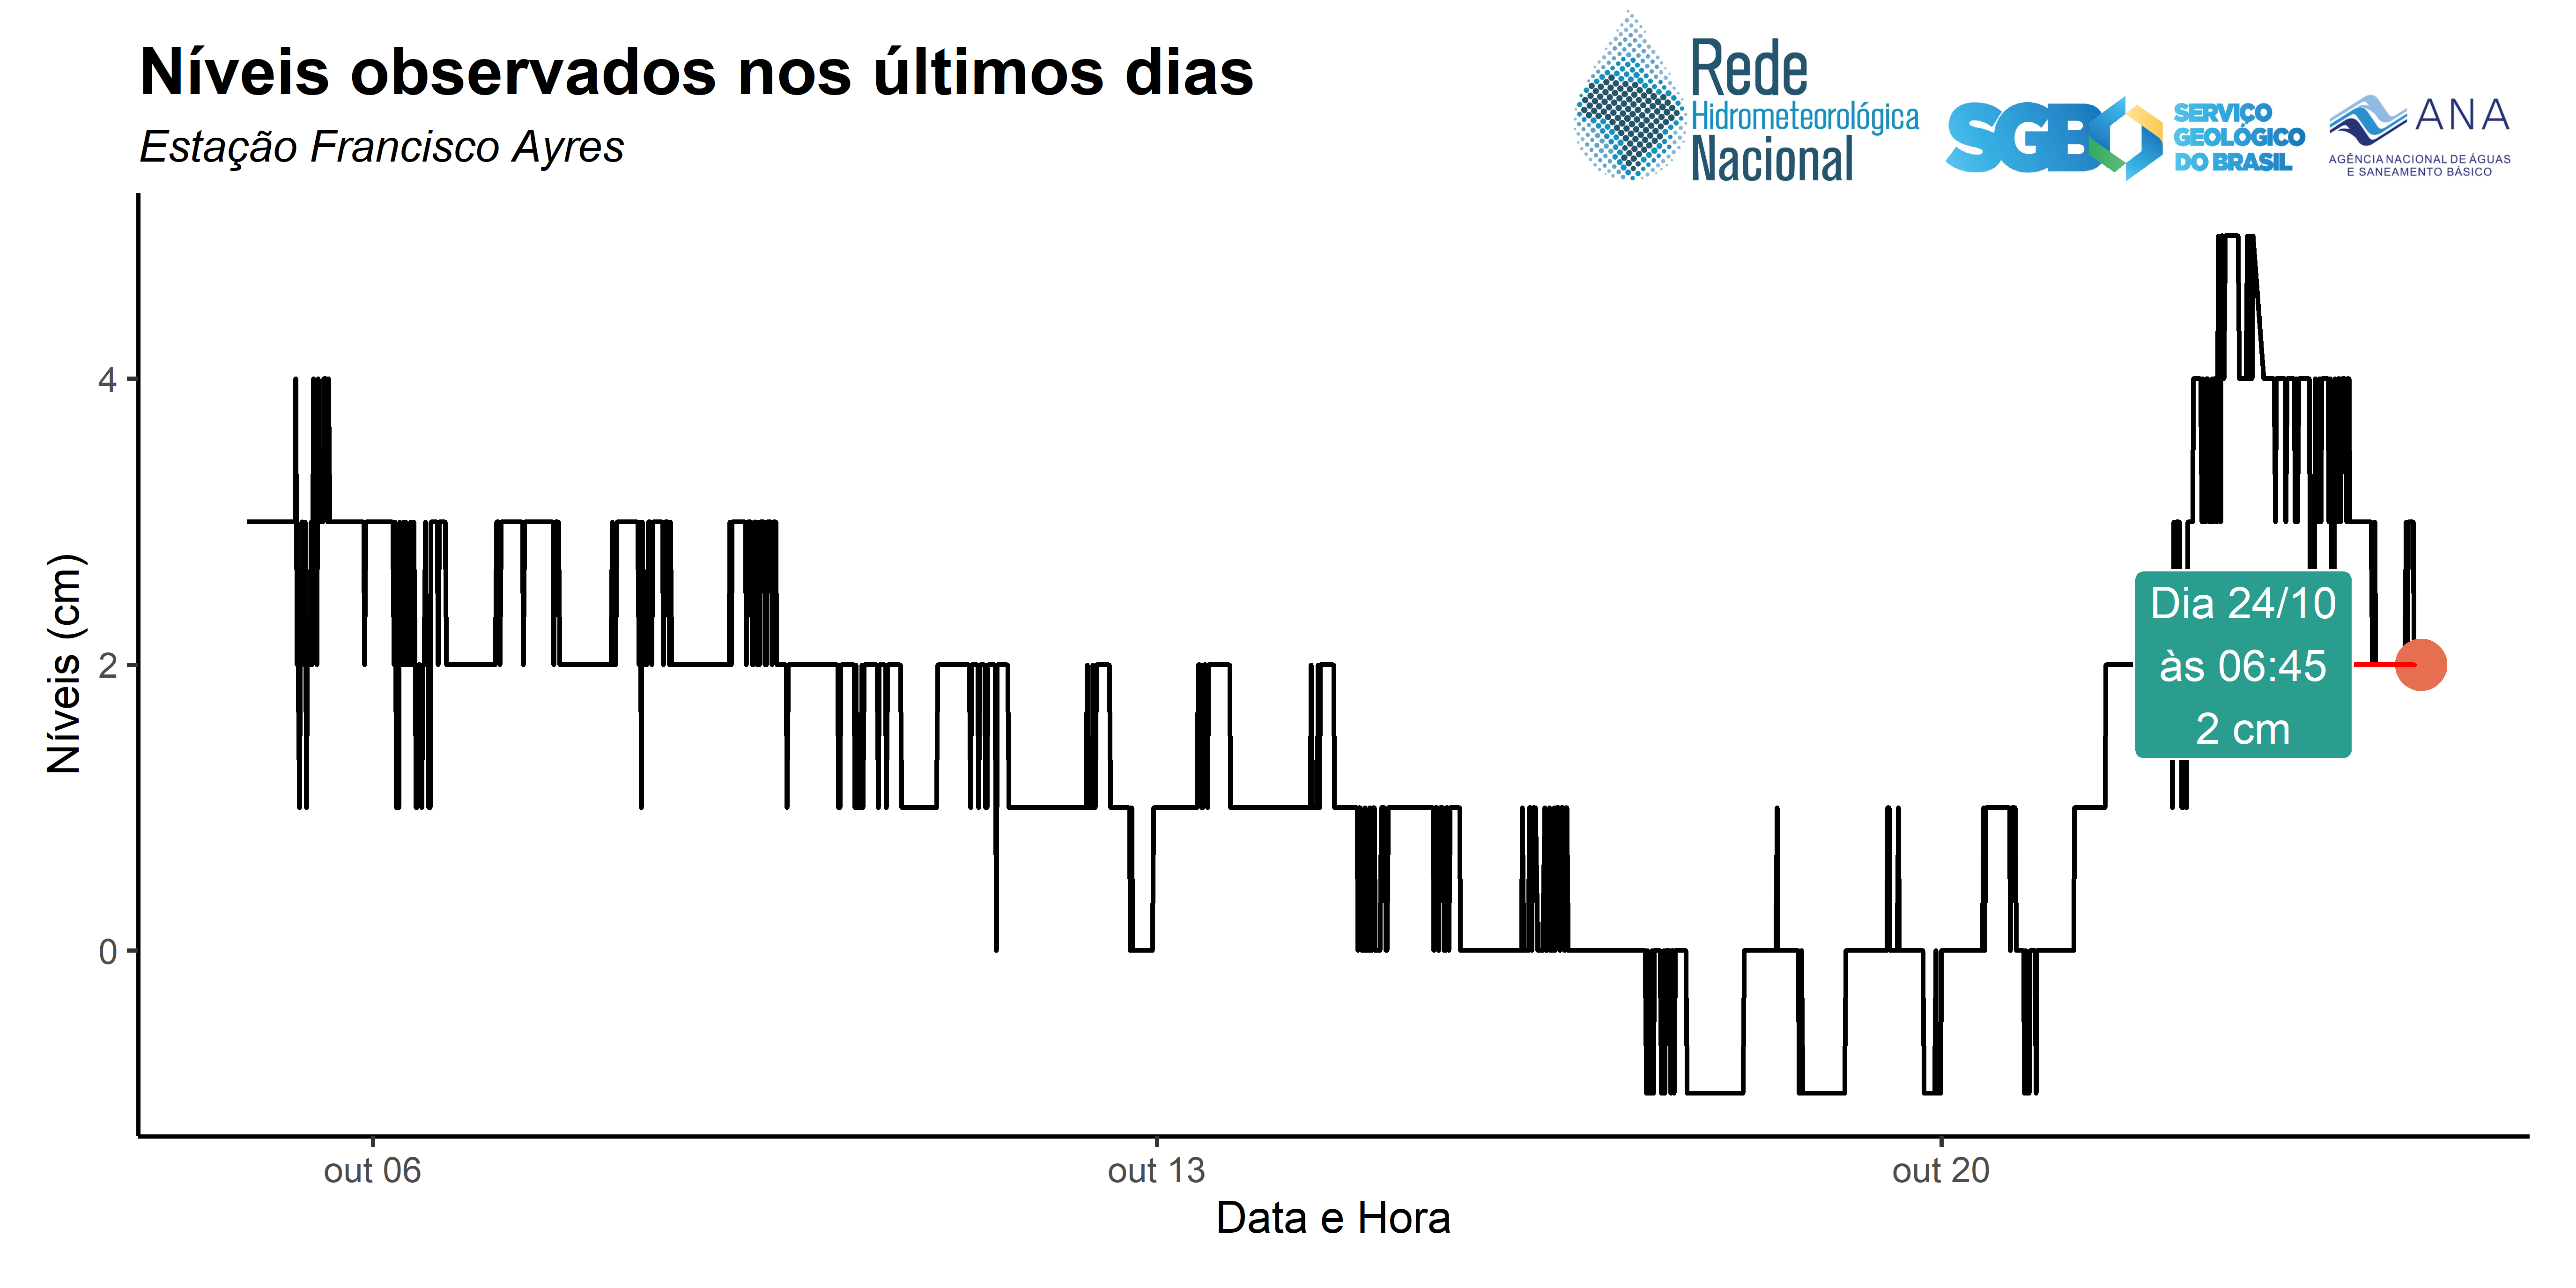 Níveis observados nos últimos dias
Estação Francisco Ayres
Rede
Hidrometeorológica
Nacional
SGB
SERVIÇO
GEOLÓGICO
DO BRASIL
ANA
AGÊNCIA NACIONAL DE ÁGUAS
E SANEAMENTO BÁSICO
Níveis (cm)
4
2
0
Dia 24/10
às 06:45
2 cm
out 06
out 13
out 20
Data e Hora